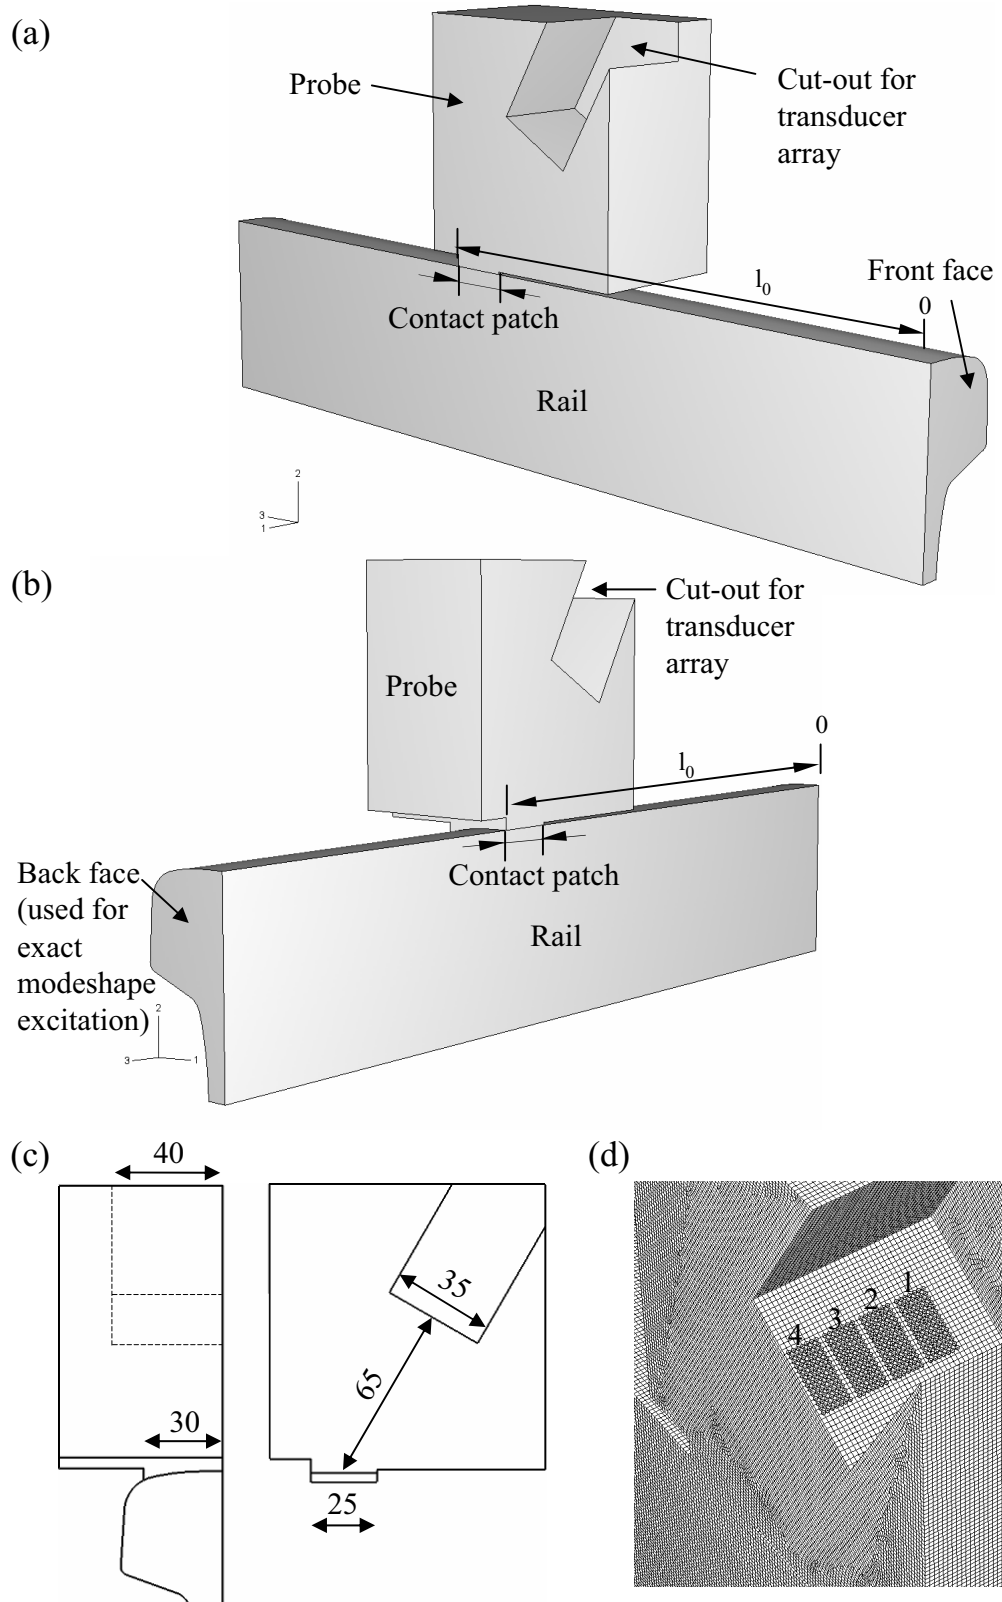 (a)
Probe
Cut-out for
transducer
array
Front face
l0
0
Contact patch
Rail
2
3
1
(b)
Cut-out for
transducer
array
Probe
0
l0
Contact patch
Back face
(used for
exact
modeshape
excitation)
Rail
2
3
1
(c)
40
30
35
65
25
(d)
1
2
3
4